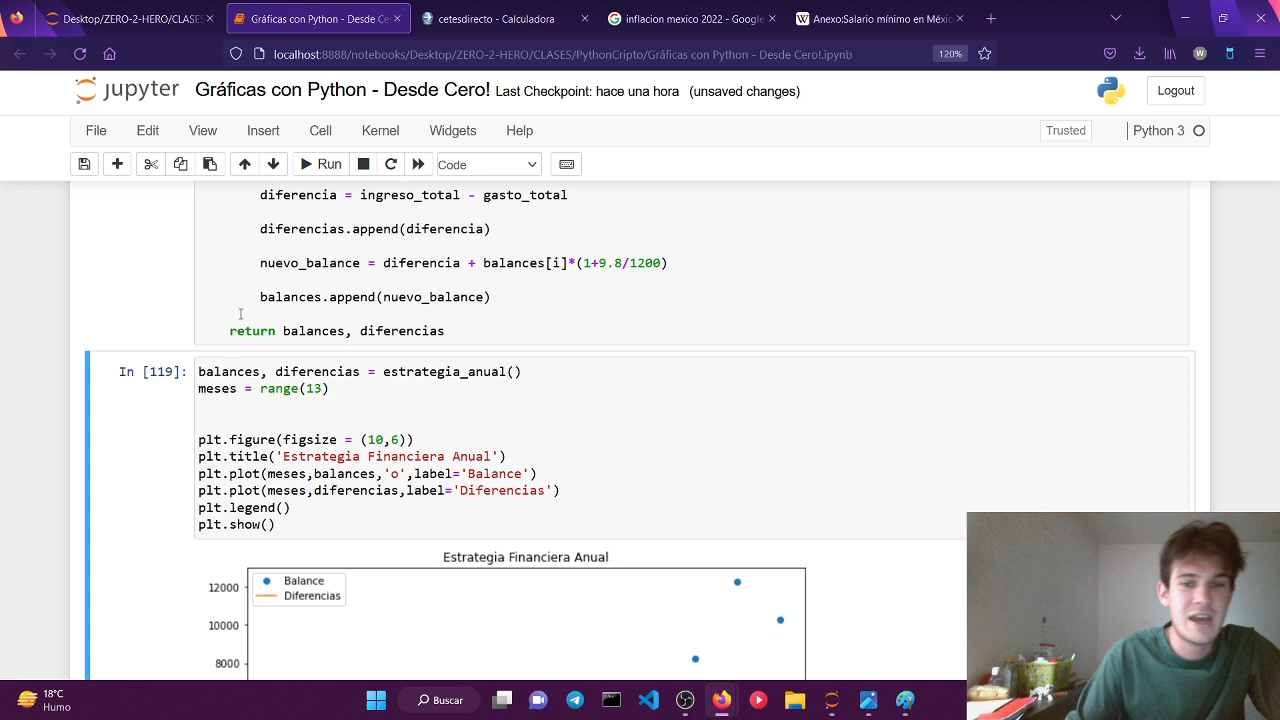 Desktop/ZERO-2-HERO/CLASES
Gráficas con Python - Desde Ce
cetesdirecto - Calculadora
inflacion mexico 2022 - Google
Anexo:Salario mínimo en Méxic
localhost:8888/notebooks/Desktop/ZERO-2-HERO/CLASES/PythonCripto/Gráficas con Python - Desde Cero!.ipynb
120%
jupyter Gráficas con Python - Desde Cero! Last Checkpoint: hace una hora (unsaved changes)
Logout
File Edit View Insert Cell Kernel Widgets Help
Trusted
Python 3
Run
Code
diferencia = ingreso_total - gasto_total
diferencias.append(diferencia)
nuevo_balance = diferencia + balances[i]*(1+9.8/1200)
balances.append(nuevo_balance)
return balances, diferencias
In [119]:
balances, diferencias = estrategia_anual()
meses = range(13)
plt.figure(figsize = (10,6))
plt.title('Estrategia Financiera Anual')
plt.plot(meses,balances,'o',label='Balance')
plt.plot(meses,diferencias,label='Diferencias')
plt.legend()
plt.show()
Estrategia Financiera Anual
Balance
Diferencias
12000
10000
8000
18°C
Humo
Buscar